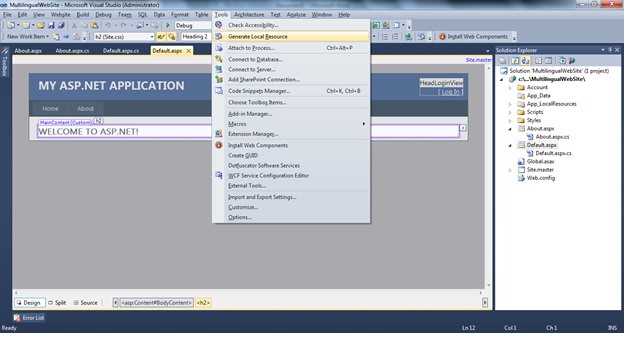 MultilingualWebSite - Microsoft Visual Studio (Administrator)
File Edit View Website Build Debug Team SQL Data Format Table Tools Architecture Test Analyze Window Help
Debug
New Work Item h2 (Site.css) Install Web Components
Heading 2
About.aspx About.aspx.cs Default.aspx.cs Default.aspx
Site.master
Toolbox
MY ASP.NET APPLICATION
HeadLoginView
[ Log In ]
Home About
MainContent (Custom)
WELCOME TO ASP.NET!
Check Accessibility...
Generate Local Resource
Attach to Process... Ctrl+Alt+P
Connect to Database...
Connect to Server...
Add SharePoint Connection...
Code Snippets Manager... Ctrl+K, Ctrl+B
Choose Toolbox Items...
Add-in Manager...
Macros
Extension Manager...
Install Web Components
Create GUID
Dotfuscator Software Services
WCF Service Configuration Editor
External Tools...
Import and Export Settings...
Customize...
Options...
Solution Explorer
Solution 'MultilingualWebSite' (1 project)
c:\...\MultilingualWebSite\
Account
App_Data
App_LocalResources
Scripts
Styles
About.aspx
About.aspx.cs
Default.aspx
Default.aspx.cs
Global.asax
Site.master
Web.config
Design Split Source <asp:Content#BodyContent> <h2>
Error List
Ready Ln 12 Col 1 Ch 1 INS